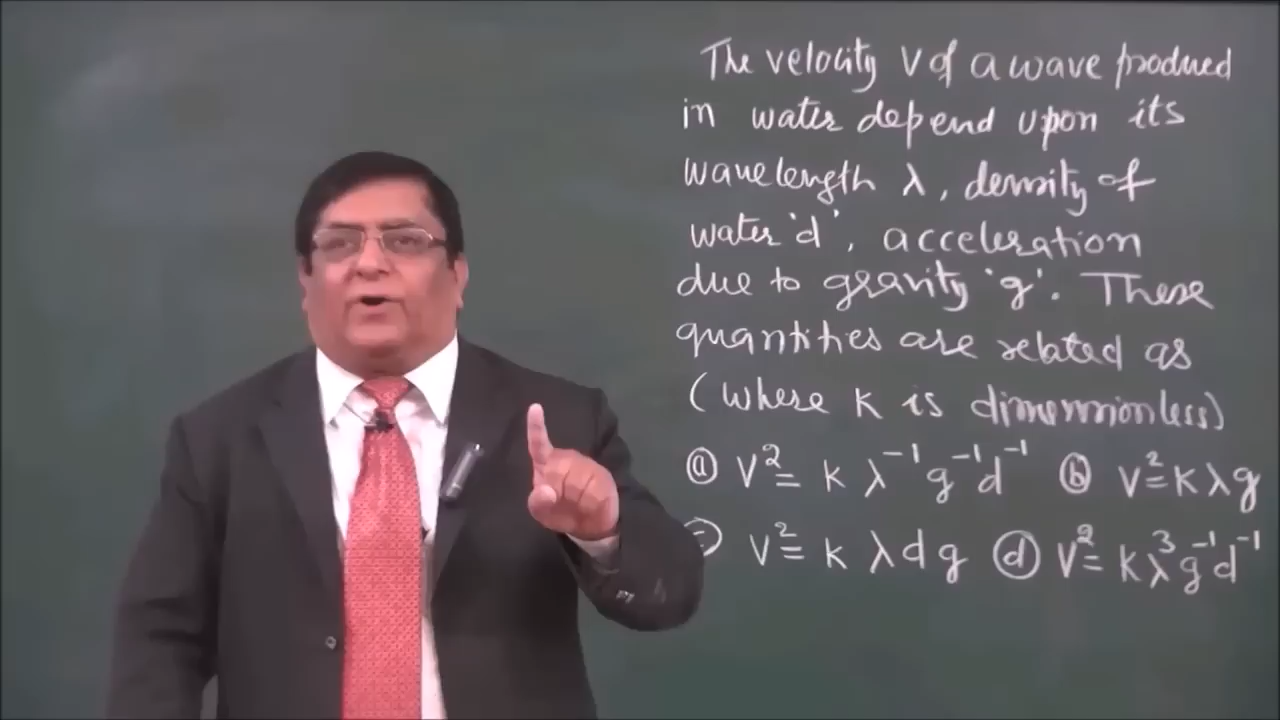 The velocity V of a wave produced
in water depend upon its
wavelength λ, density of
water 'd', acceleration
due to gravity 'g'. These
quantities are related as
(where K is dimensionless)
ⓐ V² = K λ⁻¹ g⁻¹ d⁻¹ ⓑ V² = K λ g
ⓒ V² = K λ d g ⓓ V² = K λ³ g⁻¹ d⁻¹